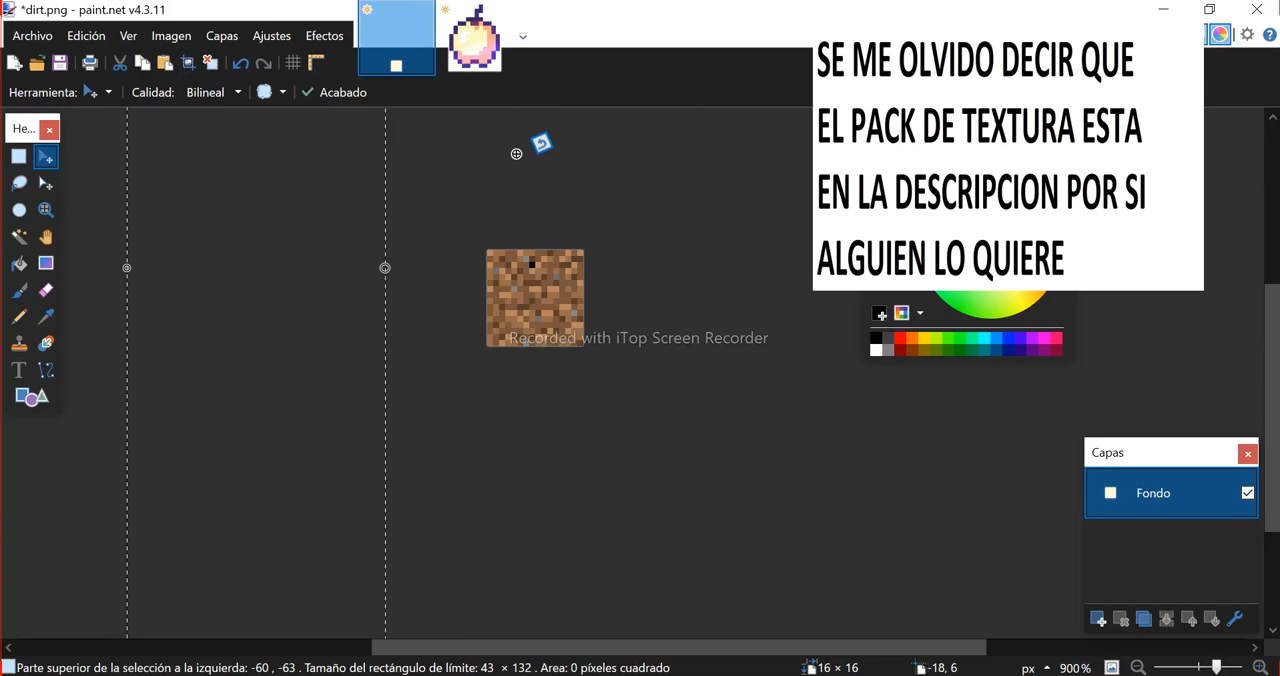 *dirt.png - paint.net v4.3.11
Archivo Edición Ver Imagen Capas Ajustes Efectos
Herramienta: Calidad: Bilineal Acabado
He...
SE ME OLVIDO DECIR QUE
EL PACK DE TEXTURA ESTA
EN LA DESCRIPCION POR SI
ALGUIEN LO QUIERE
Recorded with iTop Screen Recorder
Capas
Fondo
Parte superior de la selección a la izquierda: -60 , -63 . Tamaño del rectángulo de límite: 43 × 132 . Area: 0 píxeles cuadrado 16 × 16 -18, 6 px 900%